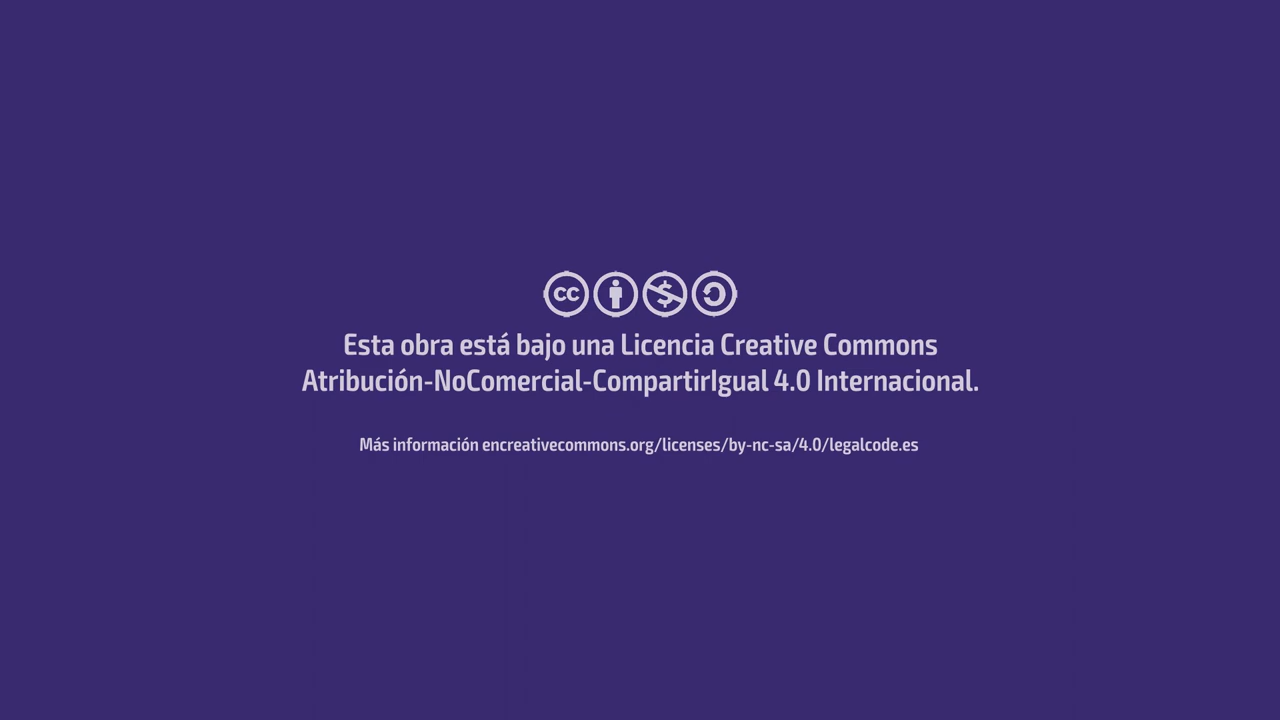 cc
Esta obra está bajo una Licencia Creative Commons
Atribución-NoComercial-CompartirIgual 4.0 Internacional.
Más información encreativecommons.org/licenses/by-nc-sa/4.0/legalcode.es